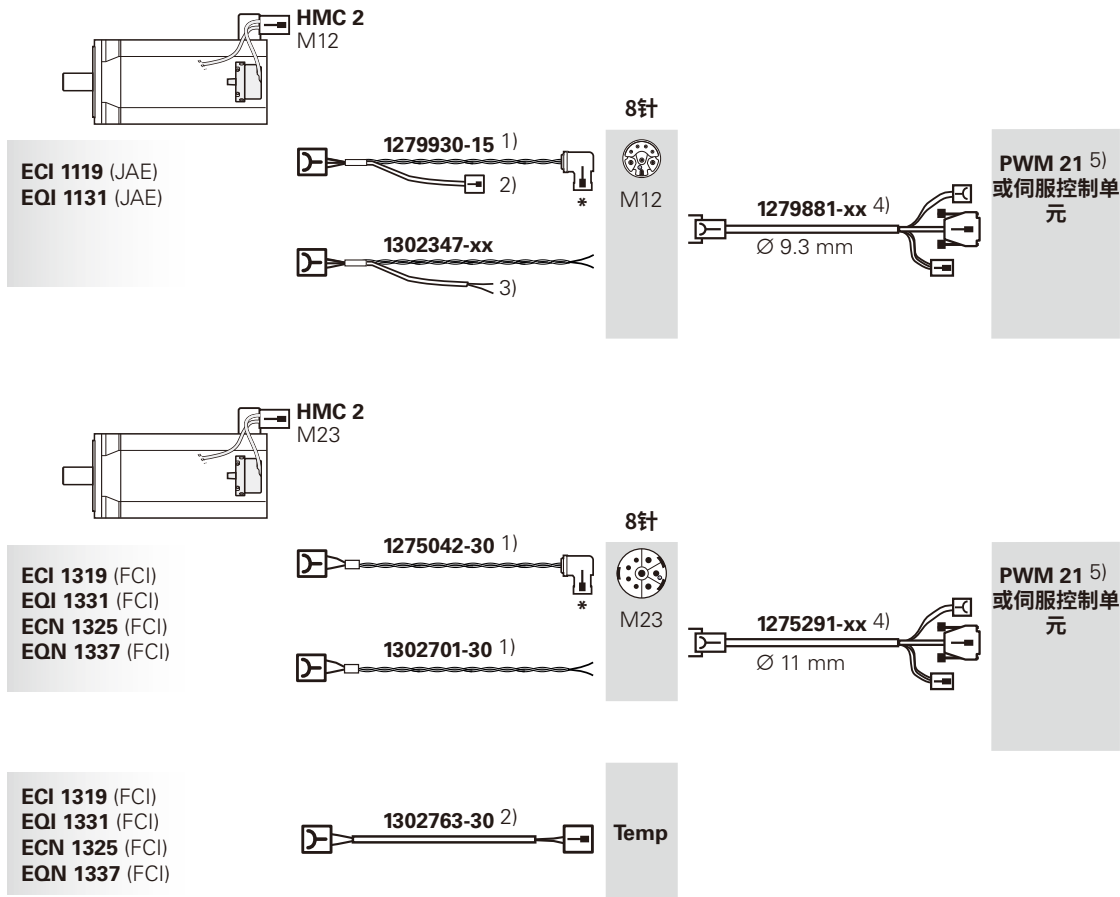 HMC 2
M12
ECI 1119 (JAE)
EQI 1131 (JAE)
1279930-15 1)
2)
*
1302347-xx
3)
8针
M12
1279881-xx 4)
Ø 9.3 mm
PWM 21 5)
或伺服控制单
元
HMC 2
M23
ECI 1319 (FCI)
EQI 1331 (FCI)
ECN 1325 (FCI)
EQN 1337 (FCI)
1275042-30 1)
*
1302701-30 1)
8针
M23
1275291-xx 4)
Ø 11 mm
PWM 21 5)
或伺服控制单
元
ECI 1319 (FCI)
EQI 1331 (FCI)
ECN 1325 (FCI)
EQN 1337 (FCI)
1302763-30 2)
Temp